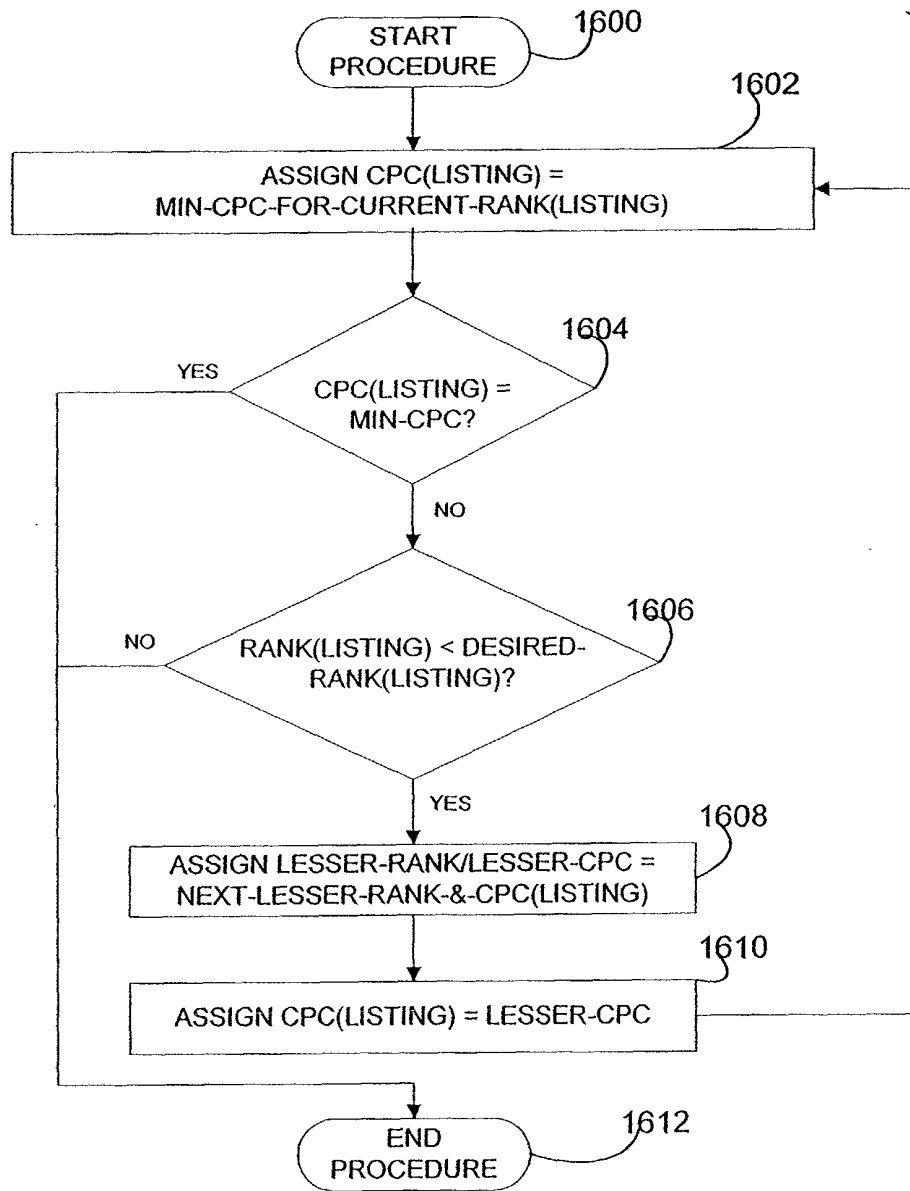 1600
START
PROCEDURE
1602
ASSIGN CPC(LISTING) =
MIN-CPC-FOR-CURRENT-RANK(LISTING)
1604
YES
CPC(LISTING) =
MIN-CPC?
NO
1606
NO
RANK(LISTING) < DESIRED-
RANK(LISTING)?
YES
1608
ASSIGN LESSER-RANK/LESSER-CPC =
NEXT-LESSER-RANK-&-CPC(LISTING)
1610
ASSIGN CPC(LISTING) = LESSER-CPC
1612
END
PROCEDURE